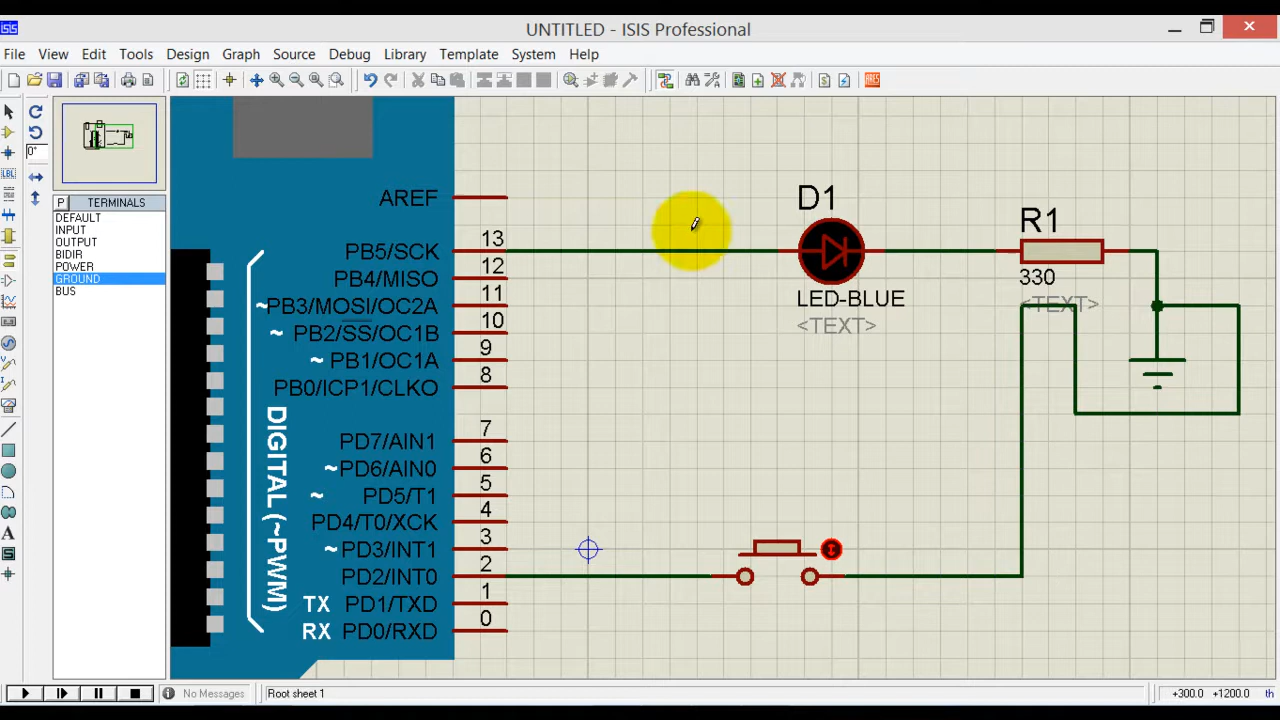 UNTITLED - ISIS Professional
File View Edit Tools Design Graph Source Debug Library Template System Help
0°
LBL
P TERMINALS
DEFAULT
INPUT
OUTPUT
BIDIR
POWER
GROUND
BUS
AREF
PB5/SCK 13
PB4/MISO 12
~PB3/MOSI/OC2A 11
~ PB2/SS/OC1B 10
~ PB1/OC1A 9
PB0/ICP1/CLKO 8
DIGITAL (~PWM)
PD7/AIN1 7
~PD6/AIN0 6
~ PD5/T1 5
PD4/T0/XCK 4
~PD3/INT1 3
PD2/INT0 2
TX PD1/TXD 1
RX PD0/RXD 0
D1
LED-BLUE
<TEXT>
R1
330
<TEXT>
No Messages
Root sheet 1
+300.0 +1200.0 th